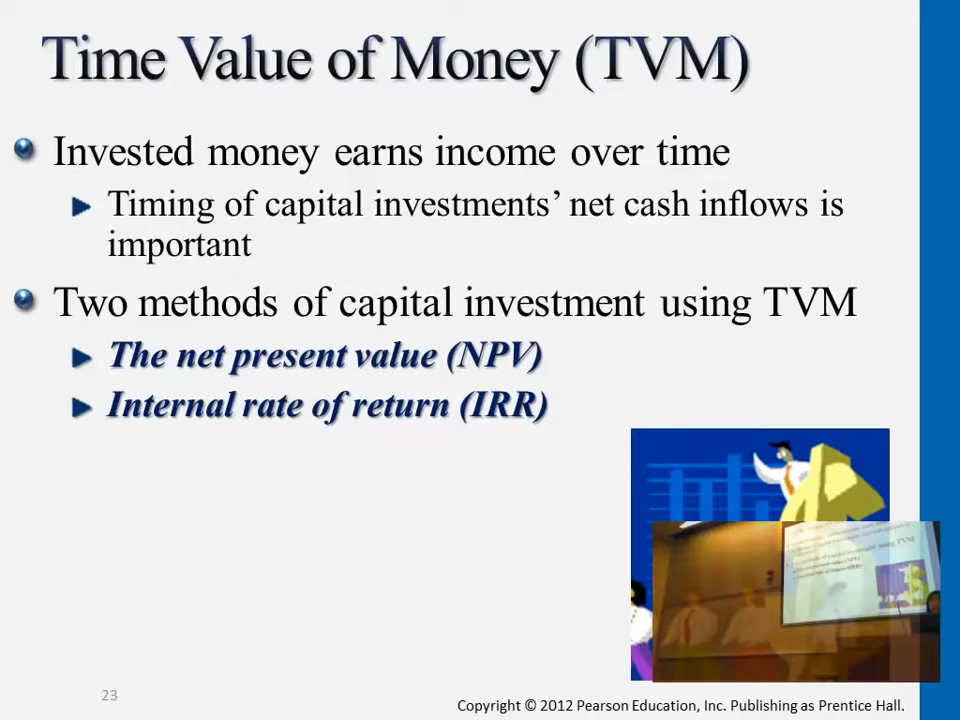 Time Value of Money (TVM)
Invested money earns income over time
Timing of capital investments’ net cash inflows is
important
Two methods of capital investment using TVM
The net present value (NPV)
Internal rate of return (IRR)
23
Copyright © 2012 Pearson Education, Inc. Publishing as Prentice Hall.